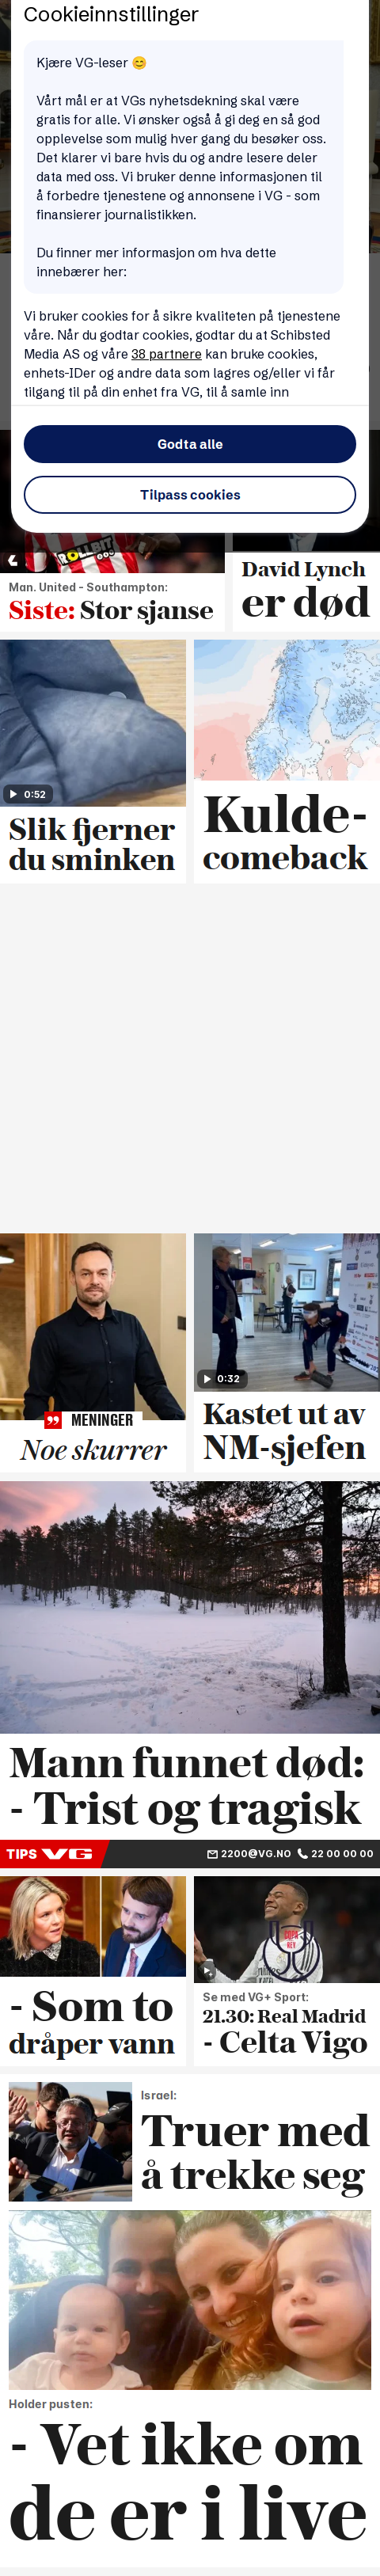 Cookieinnstillinger
Kjære VG-leser 😊
Vårt mål er at VGs nyhetsdekning skal være
gratis for alle. Vi ønsker også å gi deg en så god
opplevelse som mulig hver gang du besøker oss.
Det klarer vi bare hvis du og andre lesere deler
data med oss. Vi bruker denne informasjonen til
å forbedre tjenestene og annonsene i VG - som
finansierer journalistikken.
Du finner mer informasjon om hva dette
innebærer her:
Vi bruker cookies for å sikre kvaliteten på tjenestene
våre. Når du godtar cookies, godtar du at Schibsted
Media AS og våre 38 partnere kan bruke cookies,
enhets-IDer og andre data som lagres og/eller vi får
tilgang til på din enhet fra VG, til å samle inn
Godta alle
Tilpass cookies
ROLLBIT
Man. United - Southampton:
Siste: Stor sjanse
David Lynch
er død
0:52
Slik fjerner
du sminken
Kulde-
comeback
MENINGER
Noe skurrer
0:32
Kastet ut av
NM-sjefen
Mann funnet død:
- Trist og tragisk
TIPS VG
2200@VG.NO 22 00 00 00
- Som to
dråper vann
COPA
REY
Se med VG+ Sport:
21.30: Real Madrid
- Celta Vigo
Israel:
Truer med
å trekke seg
Holder pusten:
- Vet ikke om
de er i live